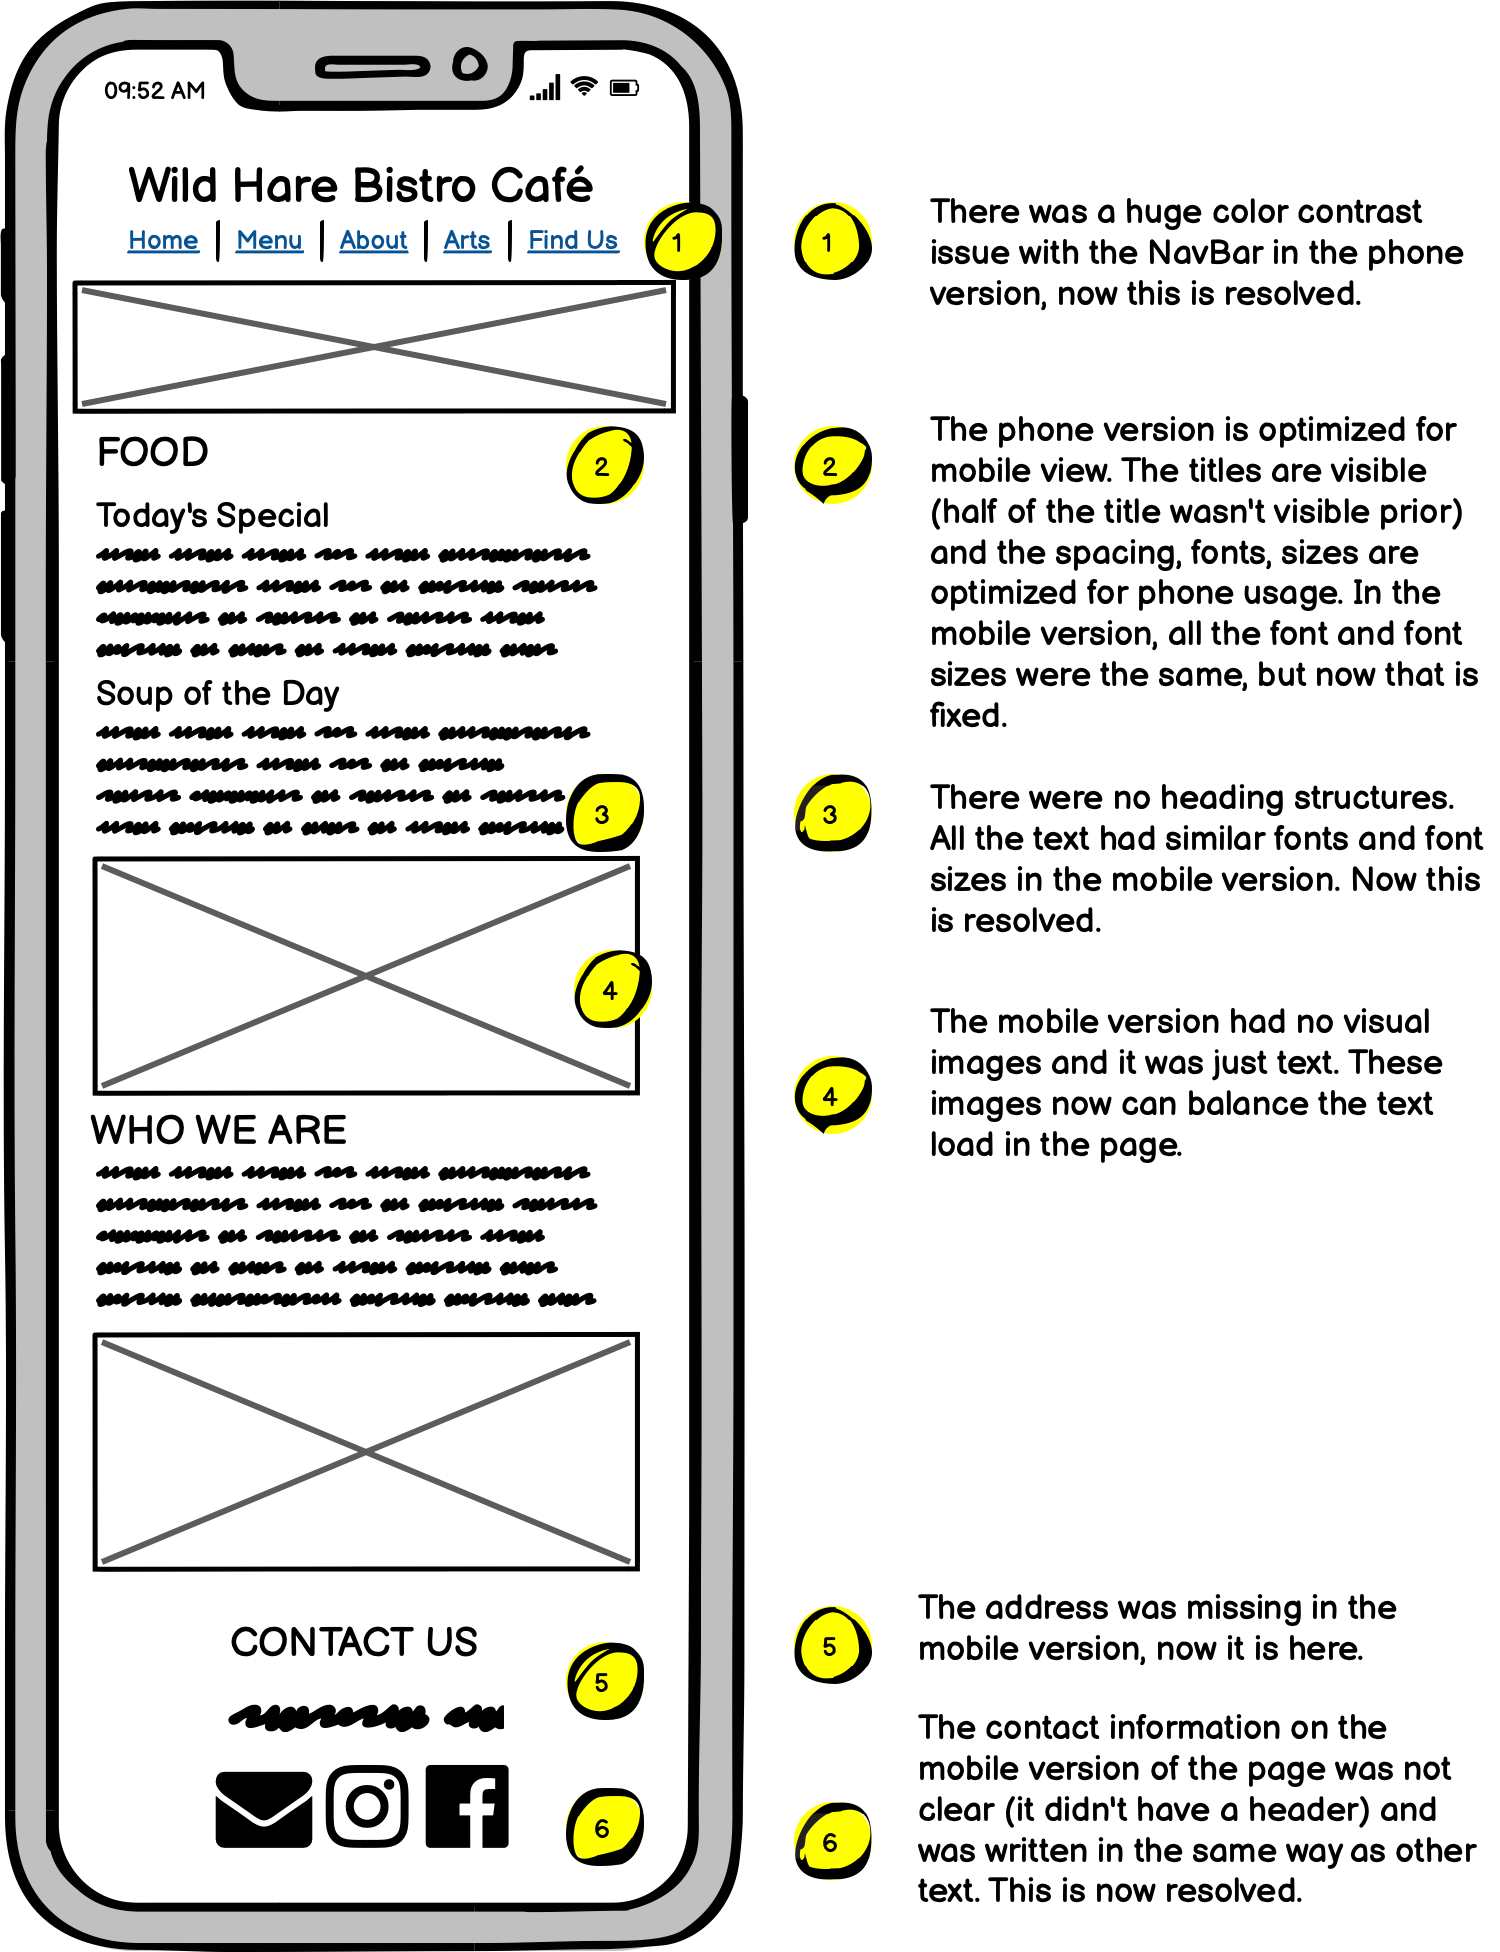 09:52 AM
Wild Hare Bistro Café
Home | Menu | About | Arts | Find Us
1
FOOD
2
Today's Special
Soup of the Day
3
4
WHO WE ARE
CONTACT US
5
6
1
There was a huge color contrast
issue with the NavBar in the phone
version, now this is resolved.
2
The phone version is optimized for
mobile view. The titles are visible
(half of the title wasn't visible prior)
and the spacing, fonts, sizes are
optimized for phone usage. In the
mobile version, all the font and font
sizes were the same, but now that is
fixed.
3
There were no heading structures.
All the text had similar fonts and font
sizes in the mobile version. Now this
is resolved.
4
The mobile version had no visual
images and it was just text. These
images now can balance the text
load in the page.
5
The address was missing in the
mobile version, now it is here.
6
The contact information on the
mobile version of the page was not
clear (it didn't have a header) and
was written in the same way as other
text. This is now resolved.